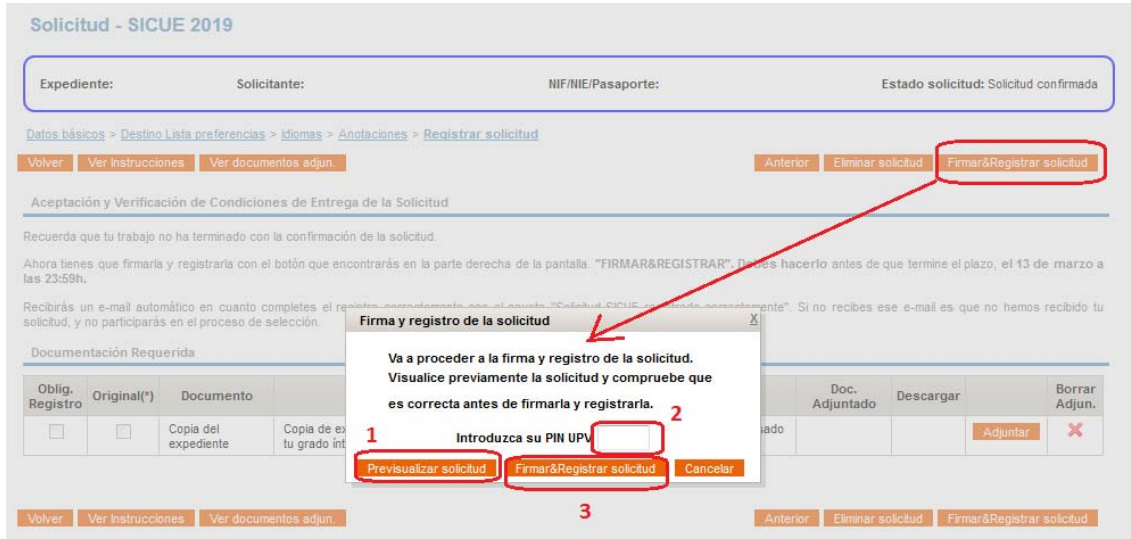 Solicitud - SICUE 2019
Expediente: Solicitante: NIF/NIE/Pasaporte: Estado solicitud: Solicitud confirmada
Datos básicos > Destino Lista preferencias > Idiomas > Anotaciones > Registrar solicitud
Volver Ver Instrucciones Ver documentos adjun. Anterior Eliminar solicitud Firmar&Registrar solicitud
Aceptación y Verificación de Condiciones de Entrega de la Solicitud
Recuerda que tu trabajo no ha terminado con la confirmación de la solicitud.
Ahora tienes que firmarla y registrarla con el botón que encontrarás en la parte derecha de la pantalla. "FIRMAR&REGISTRAR". Debes hacerlo antes de que termine el plazo, el 13 de marzo a
las 23:59h.
Recibirás un e-mail automático en cuanto completes el registro correctamente con el asunto "Solicitud SICUE registrada correctamente". Si no recibes ese e-mail es que no hemos recibido tu
solicitud, y no participarás en el proceso de selección.
Firma y registro de la solicitud X
Documentación Requerida
Va a proceder a la firma y registro de la solicitud.
Visualice previamente la solicitud y compruebe que
es correcta antes de firmarla y registrarla.
Oblig. Registro Original(*) Documento Doc. Adjuntado Descargar Borrar Adjun.
Copia del expediente Copia de tu grado Adjuntar
1 Introduzca su PIN UPV 2
Previsualizar solicitud Firmar&Registrar solicitud Cancelar
3
Volver Ver Instrucciones Ver documentos adjun. Anterior Eliminar solicitud Firmar&Registrar solicitud